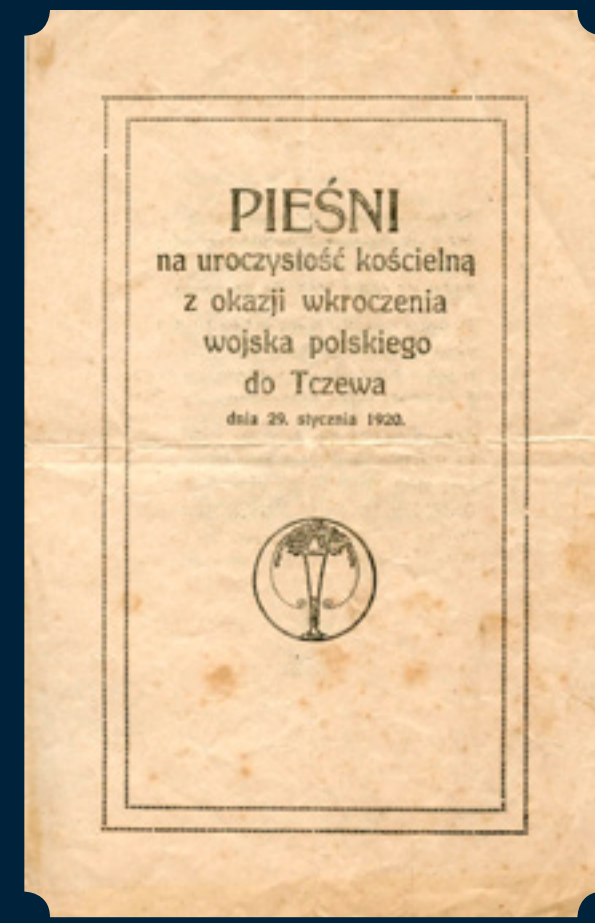 PIEŚNI
na uroczystość kościelną
z okazji wkroczenia
wojska polskiego
do Tczewa
dnia 29. stycznia 1920.